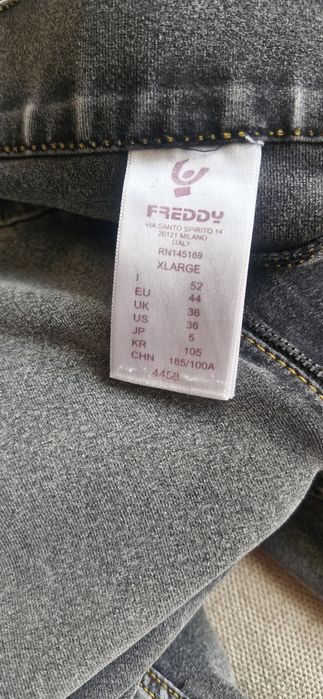 FREDDY
VIA SANTO SPIRITO 14
20121 MILANO
ITALY
RN145169
XLARGE
I 52
EU 44
UK 36
US 36
JP 5
KR 105
CHN 185/100A
4458